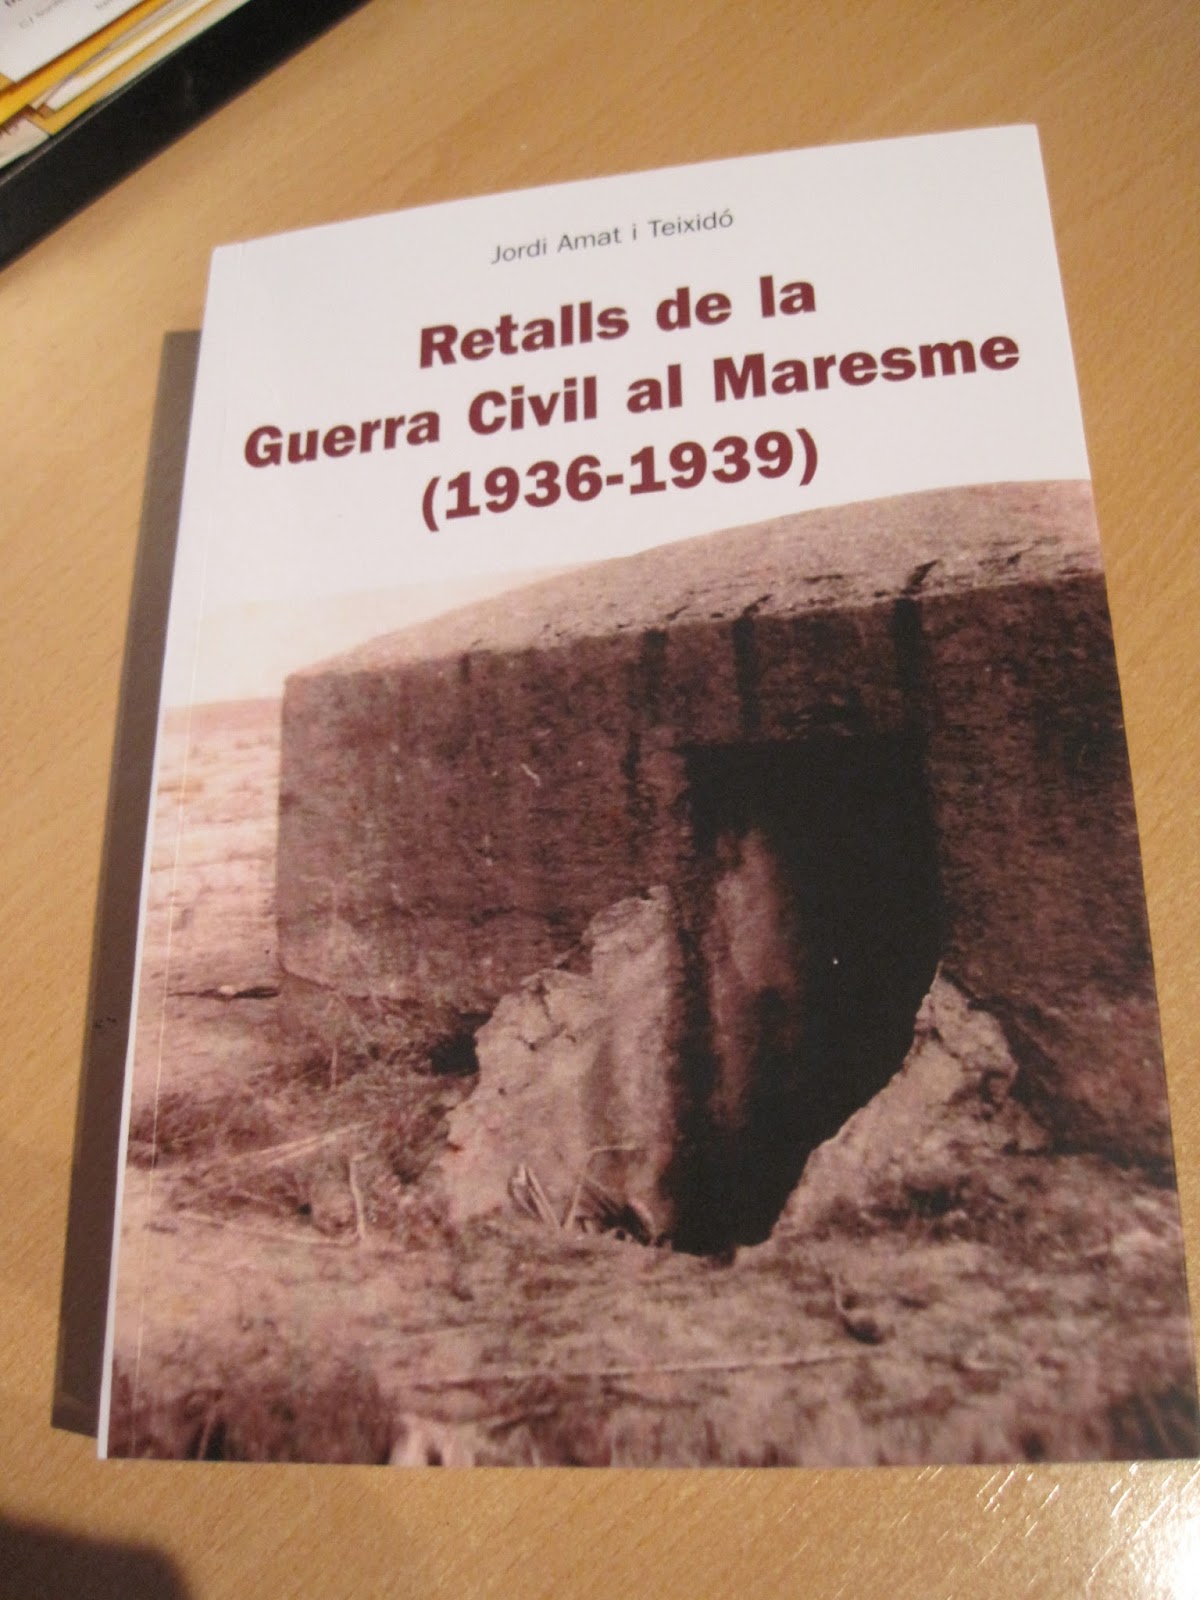 Jordi Amat i Teixidó
Retalls de la
Guerra Civil al Maresme
(1936-1939)